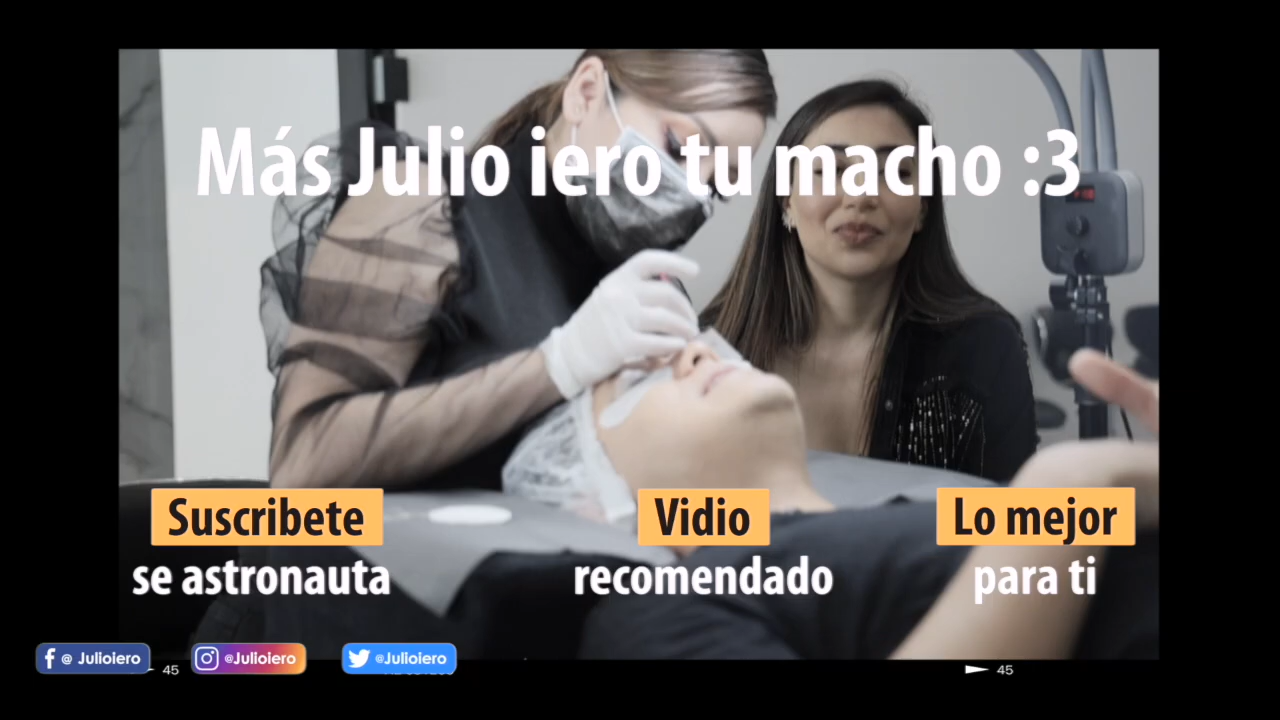 Más Julio iero tu macho :3
Suscribete
se astronauta
Vidio
recomendado
Lo mejor
para ti
@ Julioiero
@Julioiero
@Julioiero
45
45